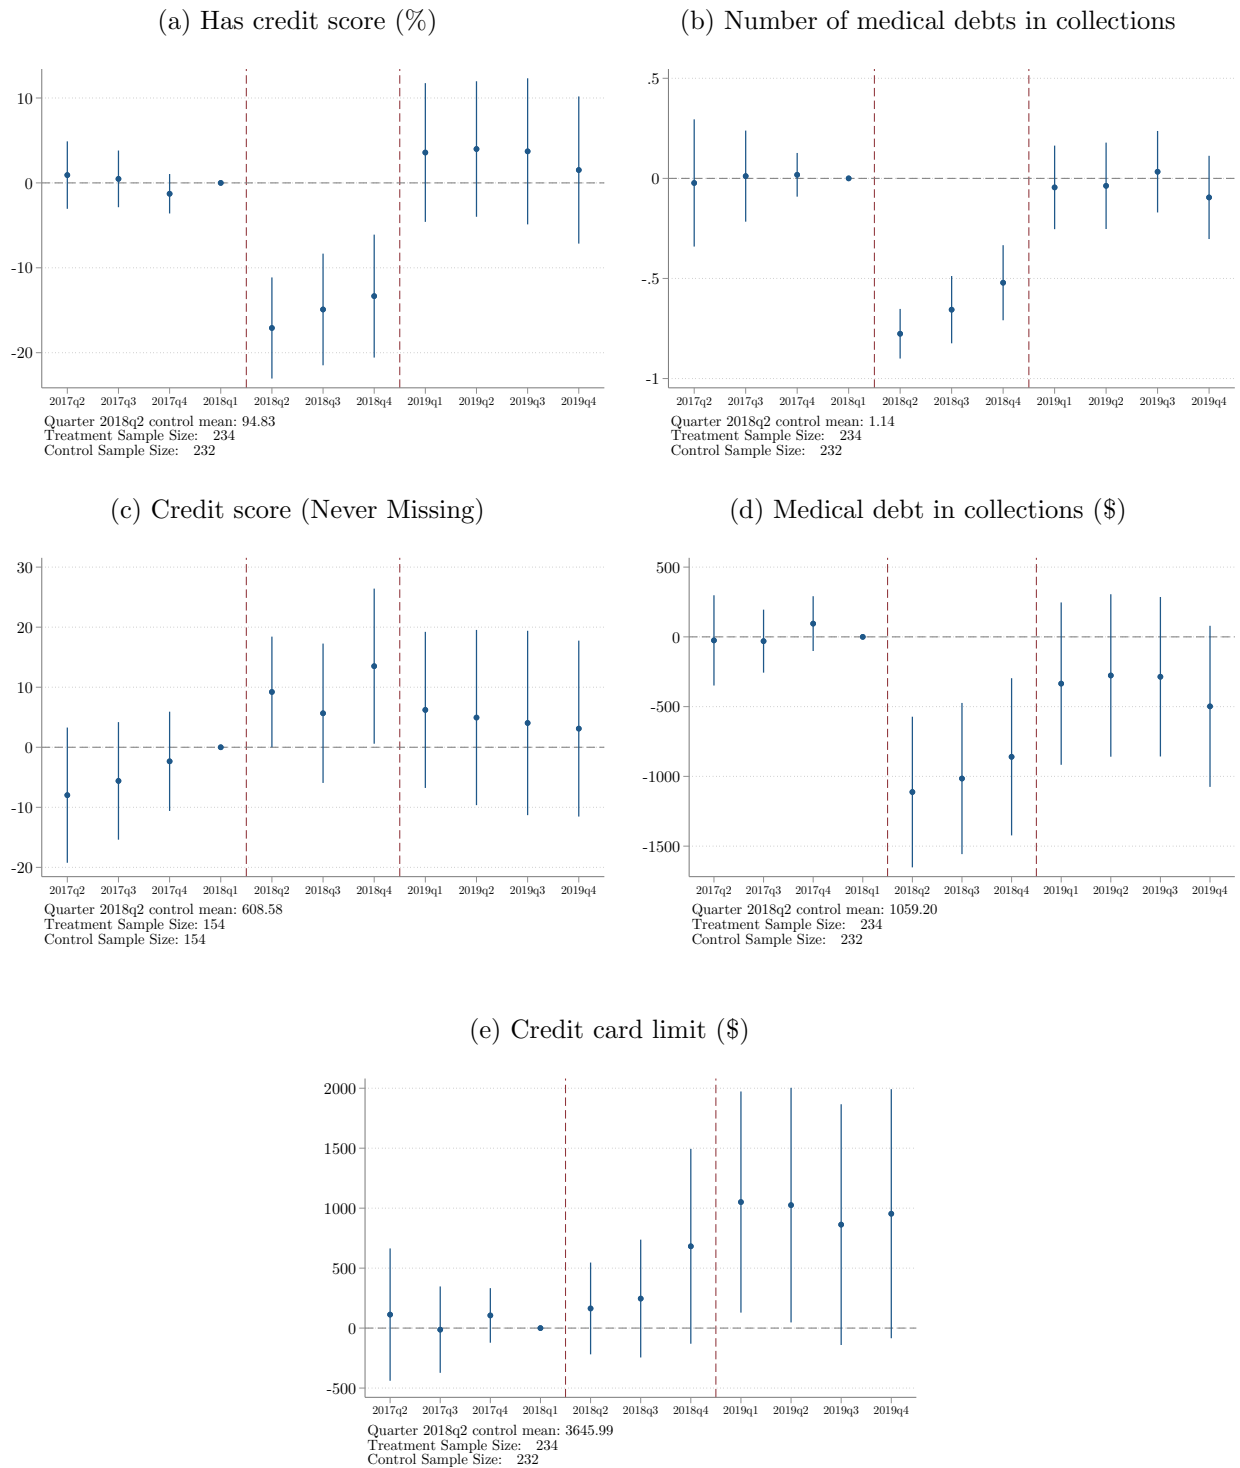 (a) Has credit score (%)
10
0
-10
-20
2017q2 2017q3 2017q4 2018q1 2018q2 2018q3 2018q4 2019q1 2019q2 2019q3 2019q4
Quarter 2018q2 control mean: 94.83
Treatment Sample Size: 234
Control Sample Size: 232
(b) Number of medical debts in collections
.5
0
-.5
-1
2017q2 2017q3 2017q4 2018q1 2018q2 2018q3 2018q4 2019q1 2019q2 2019q3 2019q4
Quarter 2018q2 control mean: 1.14
Treatment Sample Size: 234
Control Sample Size: 232
(c) Credit score (Never Missing)
30
20
10
0
-10
-20
2017q2 2017q3 2017q4 2018q1 2018q2 2018q3 2018q4 2019q1 2019q2 2019q3 2019q4
Quarter 2018q2 control mean: 608.58
Treatment Sample Size: 154
Control Sample Size: 154
(d) Medical debt in collections ($)
500
0
-500
-1000
-1500
2017q2 2017q3 2017q4 2018q1 2018q2 2018q3 2018q4 2019q1 2019q2 2019q3 2019q4
Quarter 2018q2 control mean: 1059.20
Treatment Sample Size: 234
Control Sample Size: 232
(e) Credit card limit ($)
2000
1500
1000
500
0
-500
2017q2 2017q3 2017q4 2018q1 2018q2 2018q3 2018q4 2019q1 2019q2 2019q3 2019q4
Quarter 2018q2 control mean: 3645.99
Treatment Sample Size: 234
Control Sample Size: 232